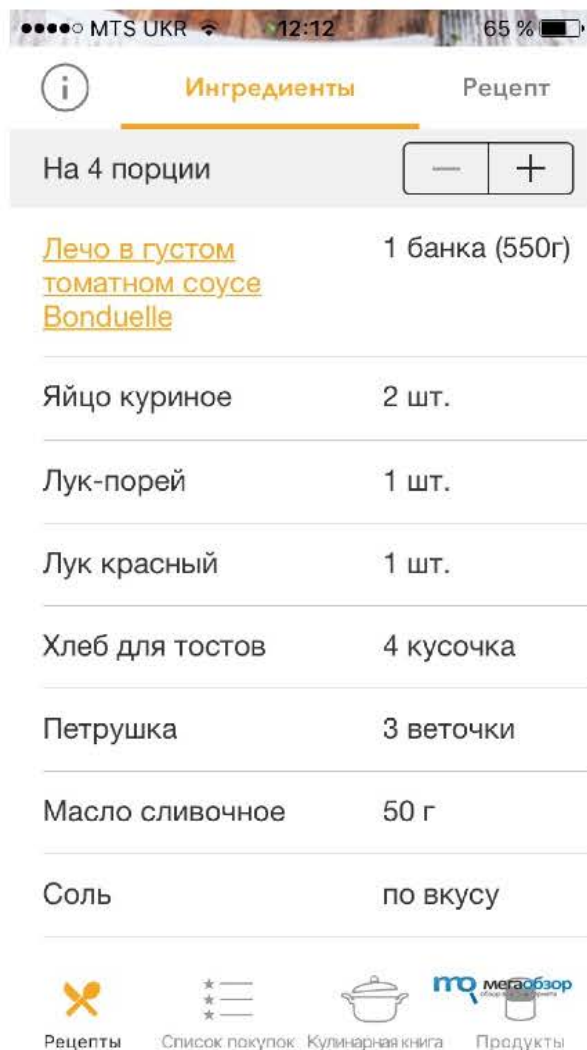 MTS UKR 12:12 65 %
Ингредиенты Рецепт
На 4 порции
Лечо в густом 1 банка (550г)
томатном соусе
Bonduelle
Яйцо куриное 2 шт.
Лук-порей 1 шт.
Лук красный 1 шт.
Хлеб для тостов 4 кусочка
Петрушка 3 веточки
Масло сливочное 50 г
Соль по вкусу
мегаобзор
Рецепты Список покупок Кулинарная книга Продукты